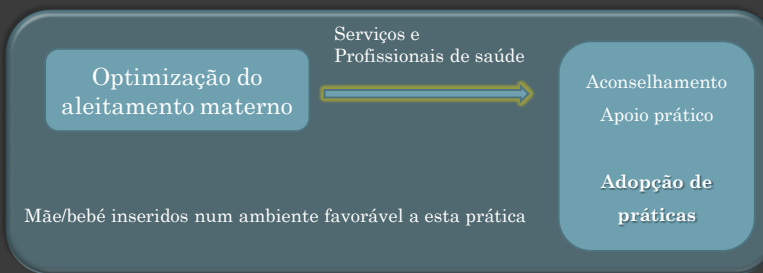 Optimização do
aleitamento materno
Serviços e
Profissionais de saúde
Aconselhamento
Apoio prático
Adopção de
práticas
Mãe/bebé inseridos num ambiente favorável a esta prática